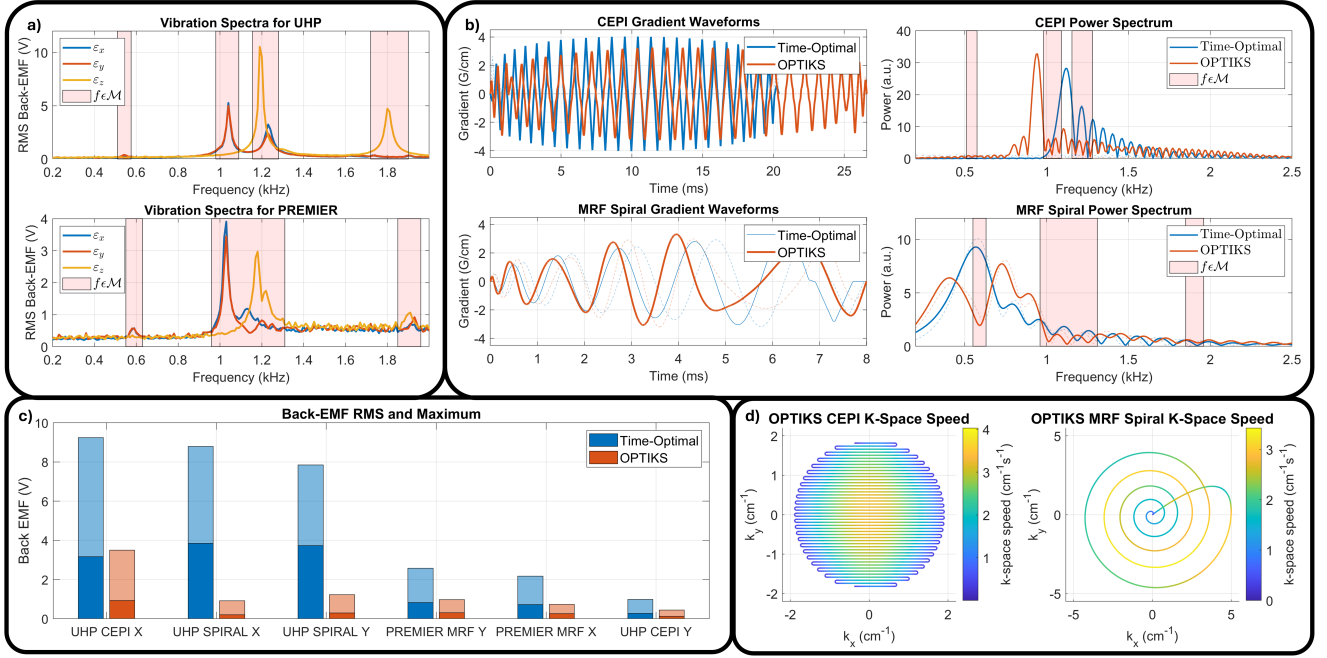 a)
Vibration Spectra for UHP
RMS Back-EMF (V)
10
5
0
εx
εy
εz
fϵM
0.2 0.4 0.6 0.8 1.0 1.2 1.4 1.6 1.8
Frequency (kHz)
Vibration Spectra for PREMIER
RMS Back-EMF (V)
4
3
2
1
0
εx
εy
εz
fϵM
0.2 0.4 0.6 0.8 1.0 1.2 1.4 1.6 1.8
Frequency (kHz)
b)
CEPI Gradient Waveforms
Gradient (G/cm)
4
2
0
-2
-4
Time-Optimal
OPTIKS
0 5 10 15 20 25
Time (ms)
CEPI Power Spectrum
Power (a.u.)
40
30
20
10
0
Time-Optimal
OPTIKS
fϵM
0.5 1 1.5 2 2.5
Frequency (kHz)
MRF Spiral Gradient Waveforms
Gradient (G/cm)
4
2
0
-2
Time-Optimal
OPTIKS
0 1 2 3 4 5 6 7 8
Time (ms)
MRF Spiral Power Spectrum
Power (a.u.)
10
5
0
Time-Optimal
OPTIKS
fϵM
0.5 1 1.5 2 2.5
Frequency (kHz)
c)
Back-EMF RMS and Maximum
Back EMF (V)
10
8
6
4
2
0
Time-Optimal
OPTIKS
UHP CEPI X UHP SPIRAL X UHP SPIRAL Y PREMIER MRF Y PREMIER MRF X UHP CEPI Y
d)
OPTIKS CEPI K-Space Speed
k_y (cm⁻¹)
2
1
0
-1
-2
-2 0 2
k_x (cm⁻¹)
4
3
2
1
k-space speed (cm⁻¹s⁻¹)
OPTIKS MRF Spiral K-Space Speed
k_y (cm⁻¹)
5
0
-5
-5 0 5
k_x (cm⁻¹)
3
2
1
0
k-space speed (cm⁻¹s⁻¹)